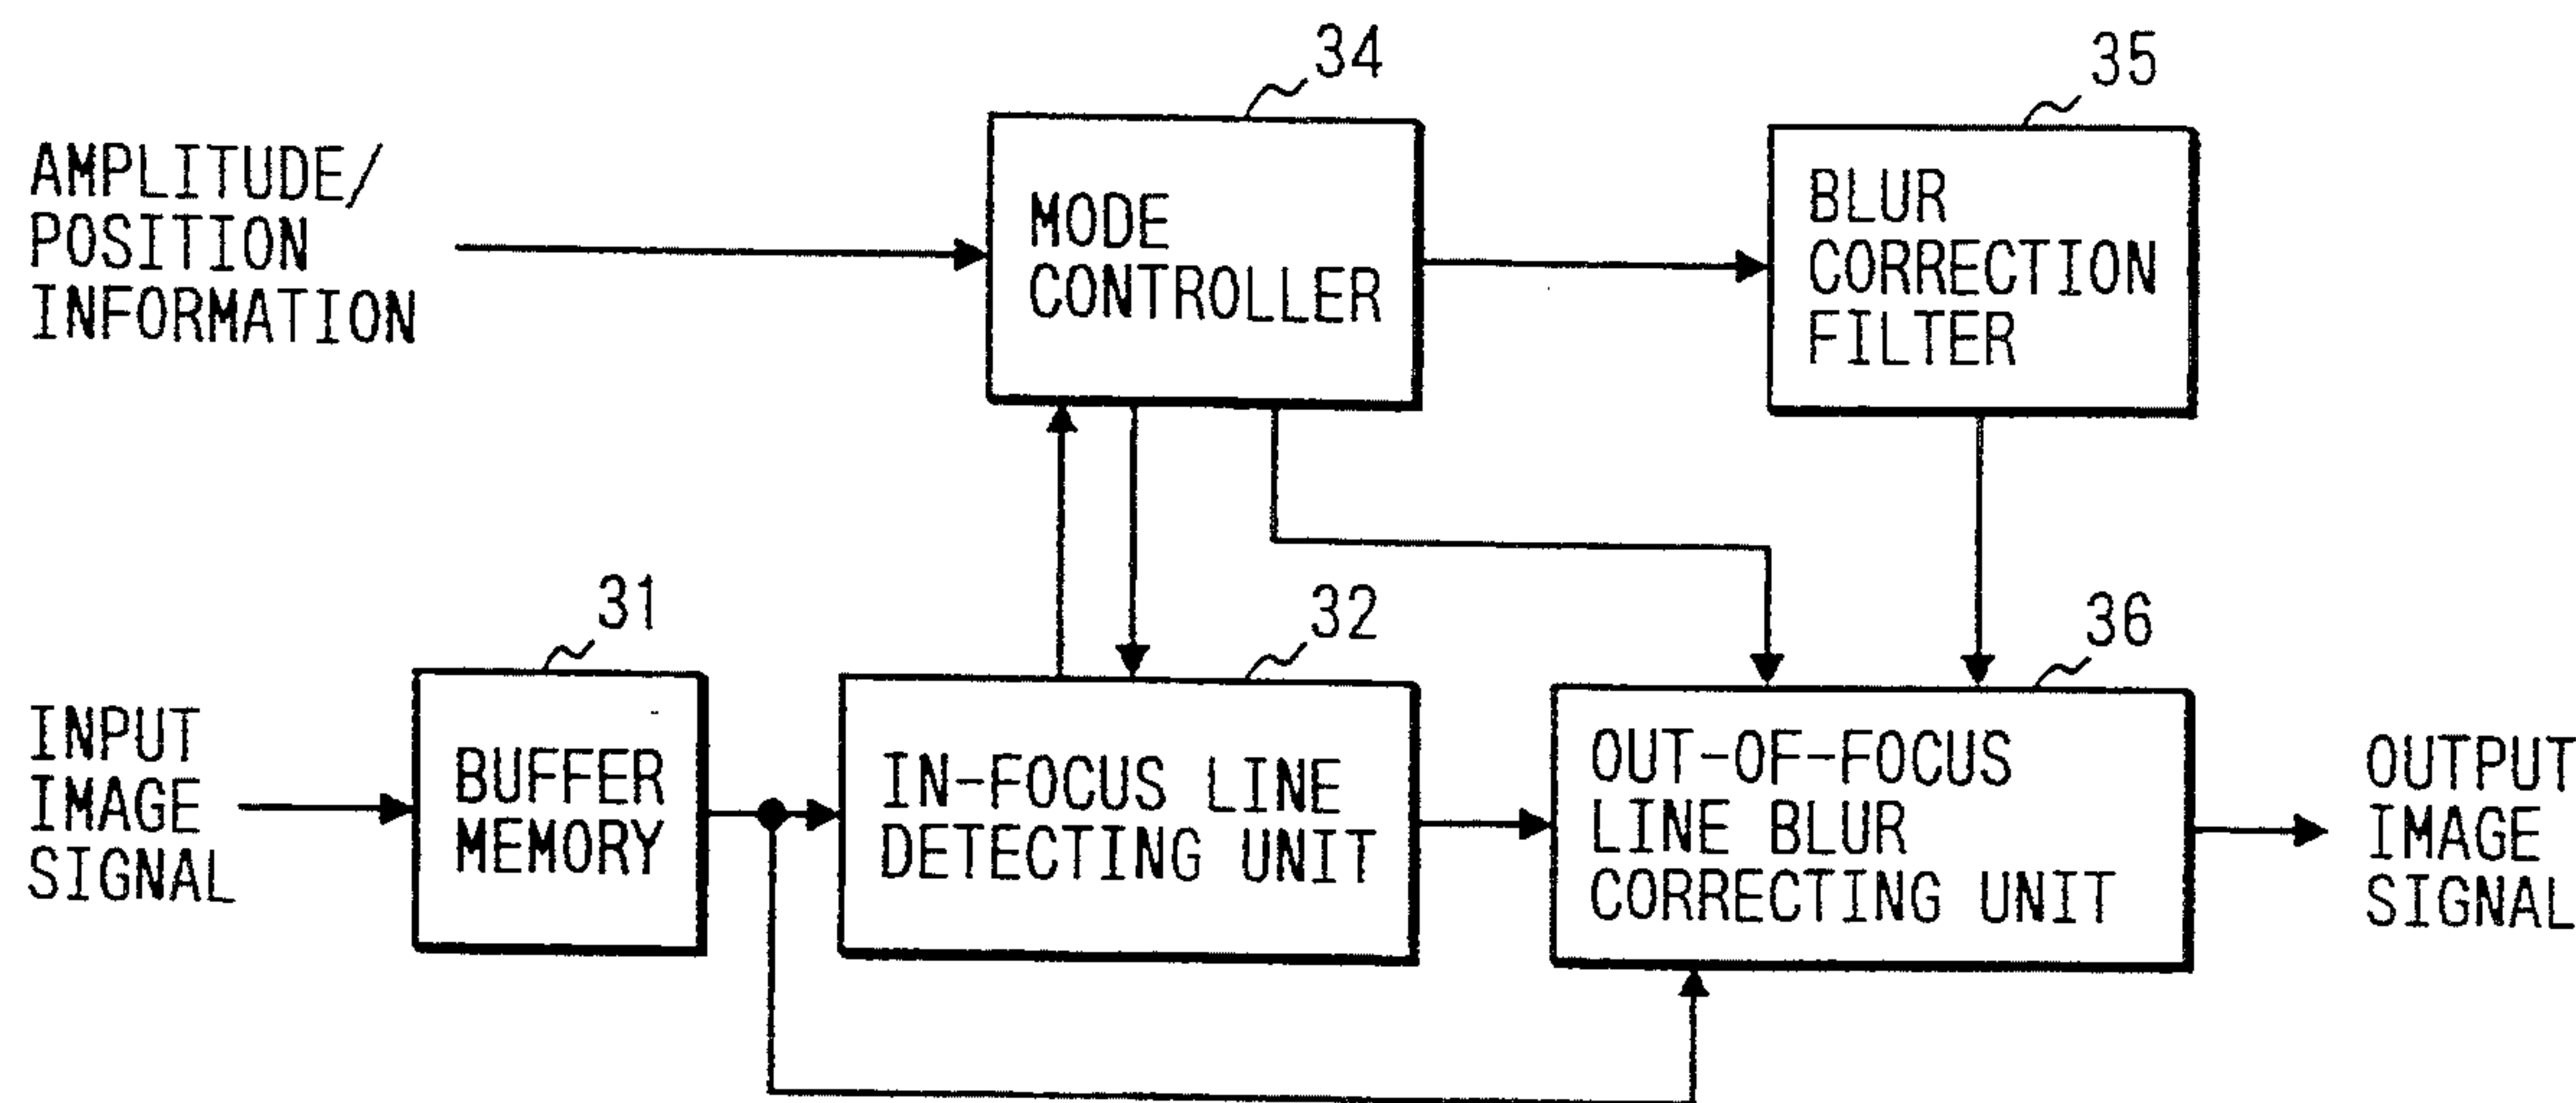 34
35
AMPLITUDE/
POSITION
INFORMATION
MODE
CONTROLLER
BLUR
CORRECTION
FILTER
31
32
36
INPUT
IMAGE
SIGNAL
BUFFER
MEMORY
IN-FOCUS LINE
DETECTING UNIT
OUT-OF-FOCUS
LINE BLUR
CORRECTING UNIT
OUTPUT
IMAGE
SIGNAL